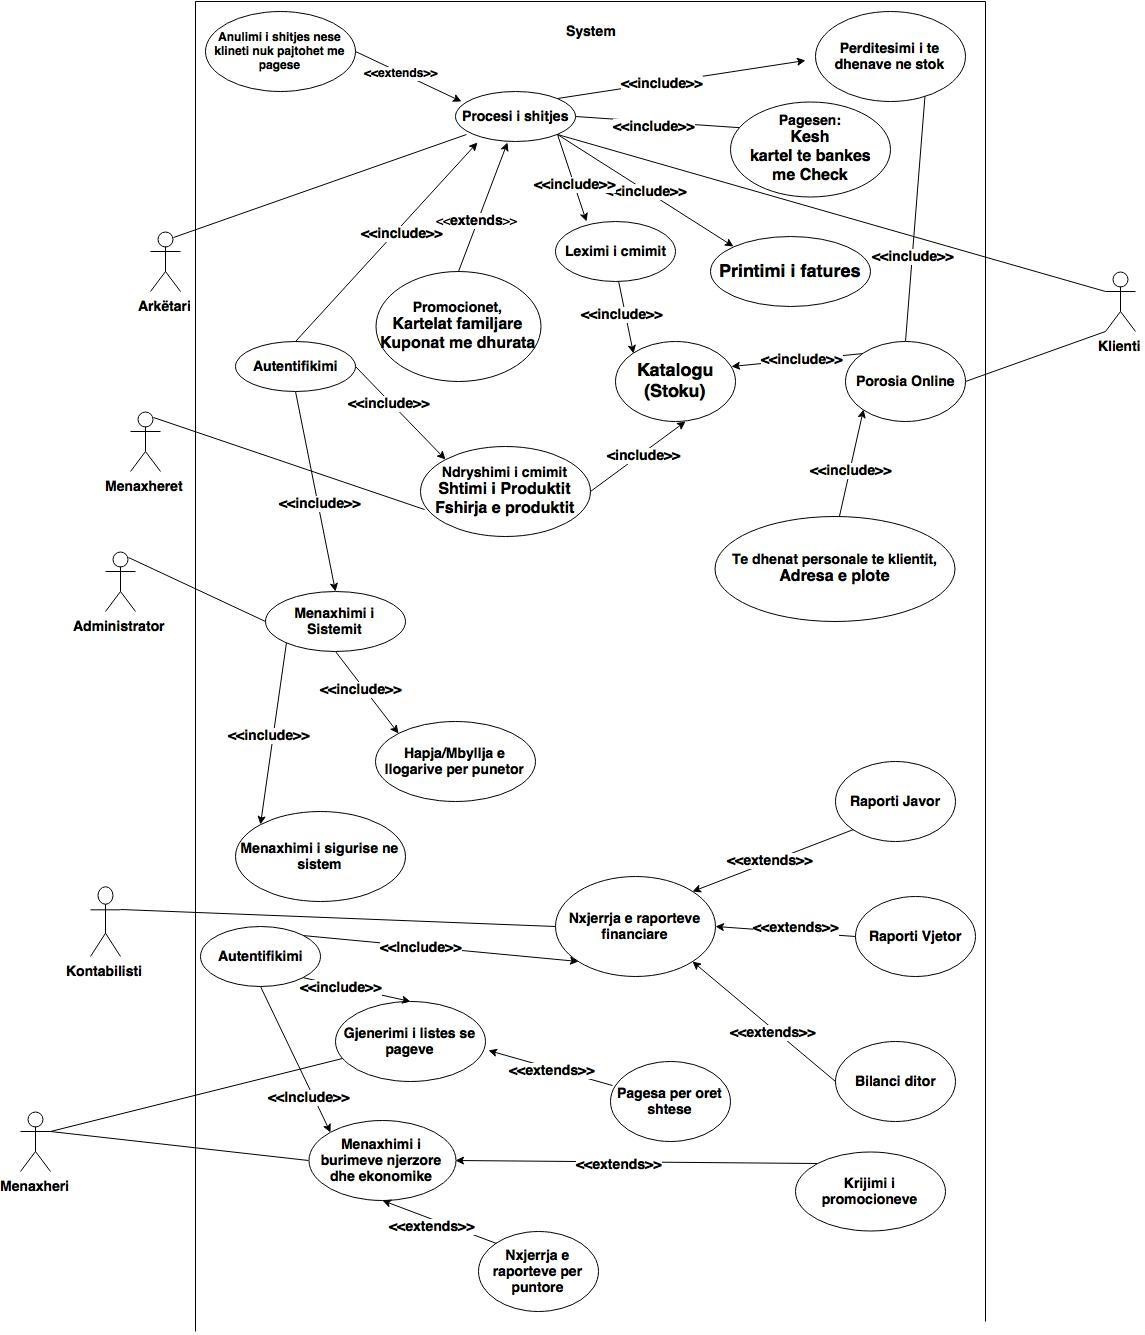 System
Anulimi i shitjes nese
klineti nuk pajtohet me
pagese
<<extends>>
Procesi i shitjes
<<include>>
Perditesimi i te
dhenave ne stok
<<include>>
Pagesen:
Kesh
kartel te bankes
me Check
<<include>>
<<include>>
<<extends>>
<<include>>
Leximi i cmimit
Printimi i fatures
<<include>>
Arkëtari
Klienti
Promocionet,
Kartelat familjare
Kuponat me dhurata
<<include>>
Autentifikimi
Katalogu
(Stoku)
<<include>>
Porosia Online
<<include>>
Menaxheret
Ndryshimi i cmimit
Shtimi i Produktit
Fshirja e produktit
<include>>
<<include>>
<<include>>
Te dhenat personale te klientit,
Adresa e plote
Administrator
Menaxhimi i
Sistemit
<<include>>
<<include>>
Hapja/Mbyllja e
llogarive per punetor
Menaxhimi i sigurise ne
sistem
Raporti Javor
<<extends>>
Kontabilisti
Nxjerrja e raporteve
financiare
<<extends>>
Raporti Vjetor
Autentifikimi
<<Include>>
<<include>>
Gjenerimi i listes se
pageve
<<extends>>
<<extends>>
Bilanci ditor
Pagesa per oret
shtese
<<Include>>
Menaxheri
Menaxhimi i
burimeve njerzore
dhe ekonomike
<<extends>>
Krijimi i
promocioneve
<<extends>>
Nxjerrja e
raporteve per
puntore